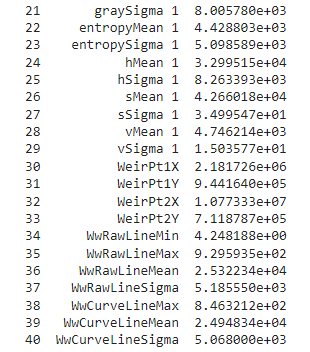 21 graySigma 1 8.005780e+03
22 entropyMean 1 4.428803e+03
23 entropySigma 1 5.098589e+03
24 hMean 1 3.299515e+04
25 hSigma 1 8.263393e+03
26 sMean 1 4.266018e+04
27 sSigma 1 3.499547e+01
28 vMean 1 4.746214e+03
29 vSigma 1 1.503577e+01
30 WeirPt1X 2.181726e+06
31 WeirPt1Y 9.441640e+05
32 WeirPt2X 1.077333e+07
33 WeirPt2Y 7.118787e+05
34 WwRawLineMin 4.248188e+00
35 WwRawLineMax 9.295935e+02
36 WwRawLineMean 2.532234e+04
37 WwRawLineSigma 5.185550e+03
38 WwCurveLineMax 8.463212e+02
39 WwCurveLineMean 2.494834e+04
40 WwCurveLineSigma 5.068000e+03